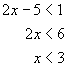 2x − 5 < 1
2x < 6
x < 3